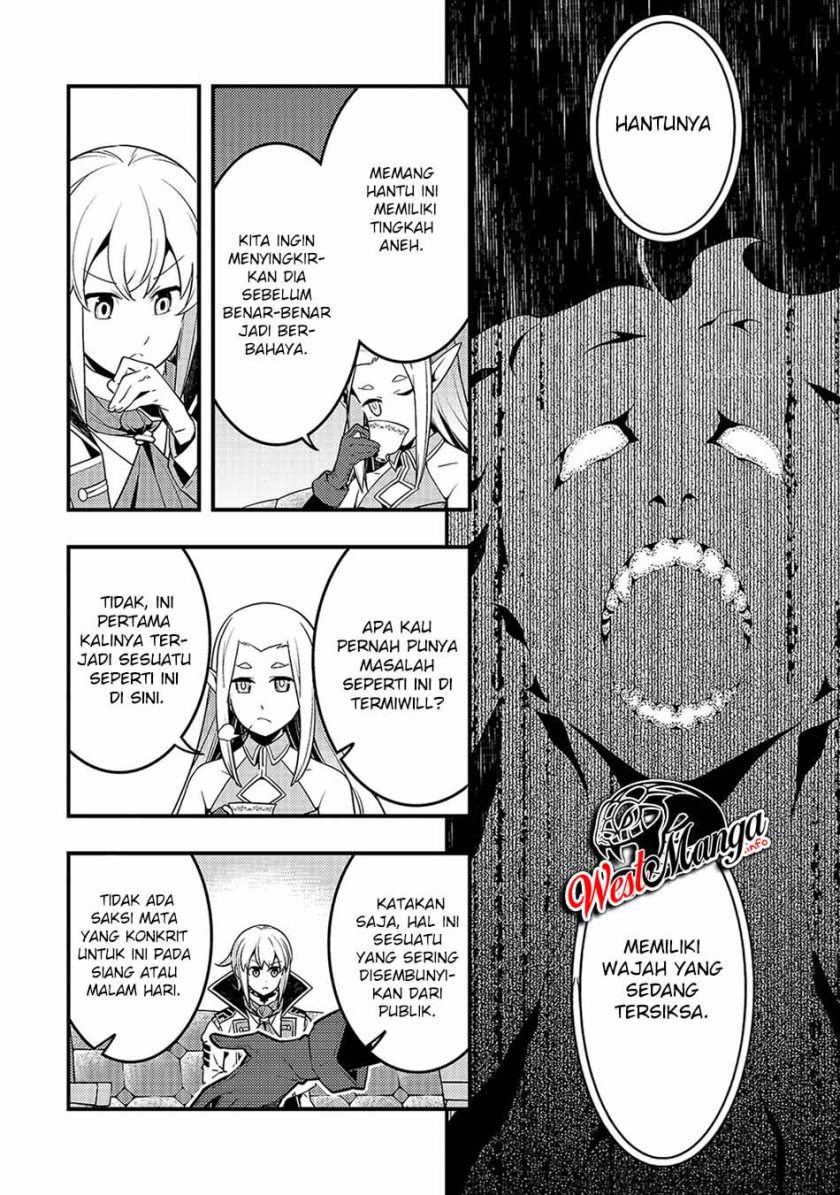 HANTUNYA
MEMILIKI
WAJAH YANG
SEDANG
TERSIKSA.
MEMANG
HANTU INI
MEMILIKI
TINGKAH
ANEH.
KITA INGIN
MENYINGKIR-
KAN DIA
SEBELUM
BENAR-BENAR
JADI BER-
BAHAYA.
APA KAU
PERNAH PUNYA
MASALAH
SEPERTI INI DI
TERMIWILL?
TIDAK, INI
PERTAMA
KALINYA TER-
JADI SESUATU
SEPERTI INI
DI SINI.
KATAKAN
SAJA, HAL INI
SESUATU
YANG SERING
DISEMBUNYI-
KAN DARI
PUBLIK.
TIDAK ADA
SAKSI MATA
YANG KONKRIT
UNTUK INI PADA
SIANG ATAU
MALAM HARI.
WestManga
.info